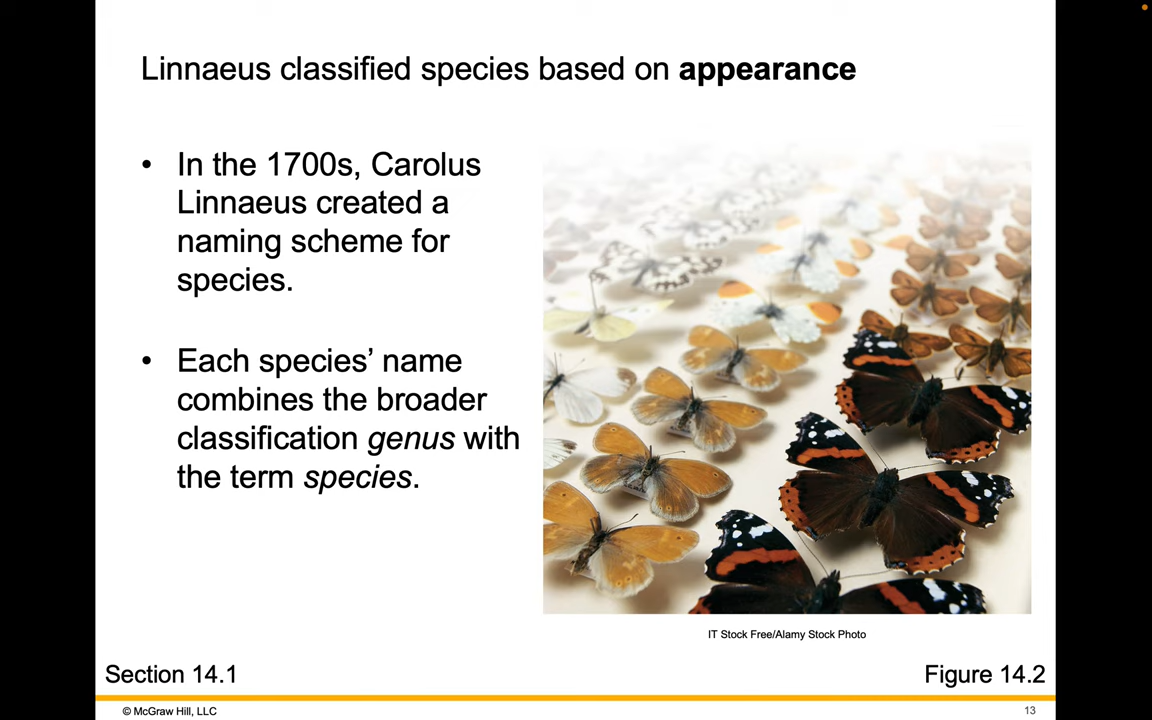 Linnaeus classified species based on appearance
• In the 1700s, Carolus
Linnaeus created a
naming scheme for
species.
• Each species’ name
combines the broader
classification genus with
the term species.
IT Stock Free/Alamy Stock Photo
Section 14.1
Figure 14.2
© McGraw Hill, LLC
13